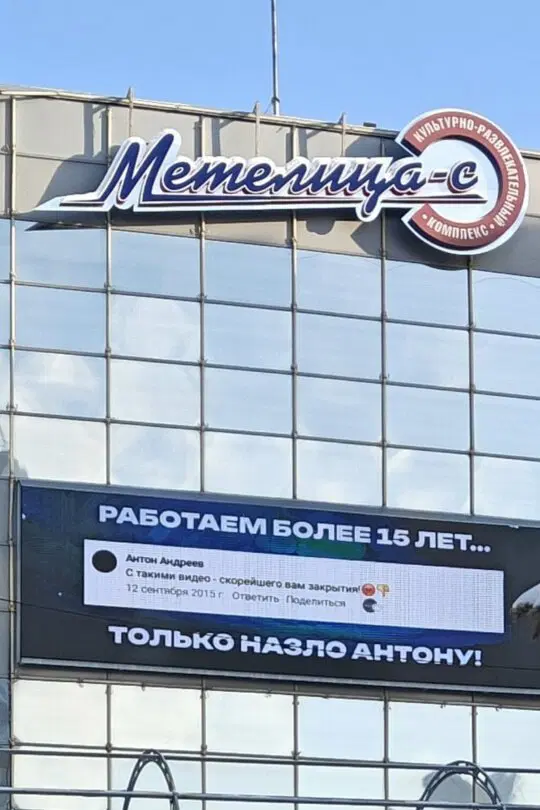 Метелица-с
КУЛЬТУРНО-РАЗВЛЕКАТЕЛЬНЫЙ
• КОМПЛЕКС •
РАБОТАЕМ БОЛЕЕ 15 ЛЕТ...
Антон Андреев
С такими видео - скорейшего вам закрытия!😡👎
12 сентября 2015 г Ответить Поделиться
ТОЛЬКО НАЗЛО АНТОНУ!